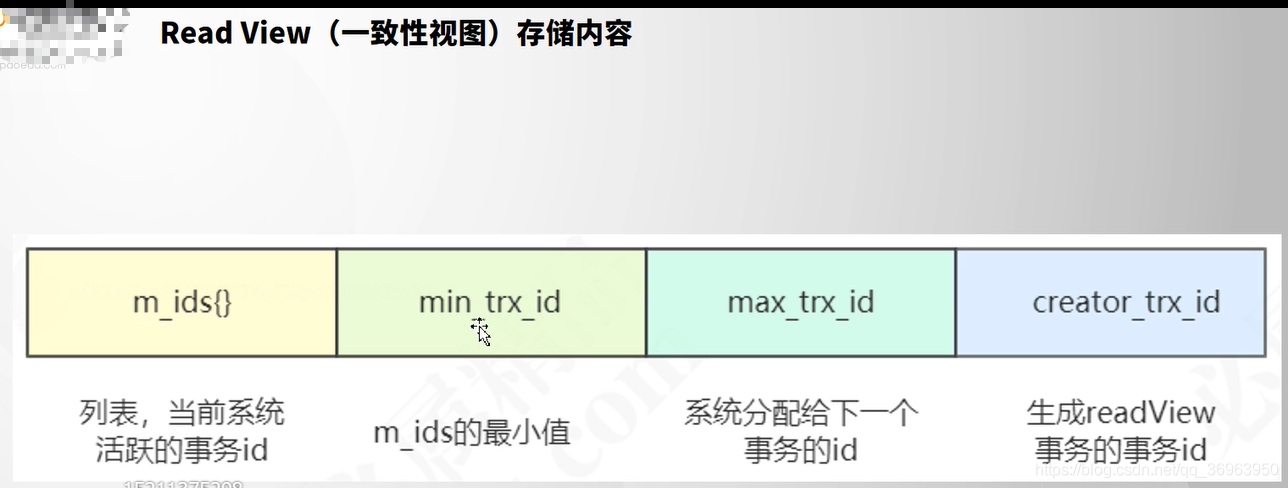 Read View（一致性视图）存储内容
m_ids{}
min_trx_id
max_trx_id
creator_trx_id
列表，当前系统
活跃的事务id
m_ids的最小值
系统分配给下一个
事务的id
生成readView
事务的事务id
https://blog.csdn.net/qq_36963950